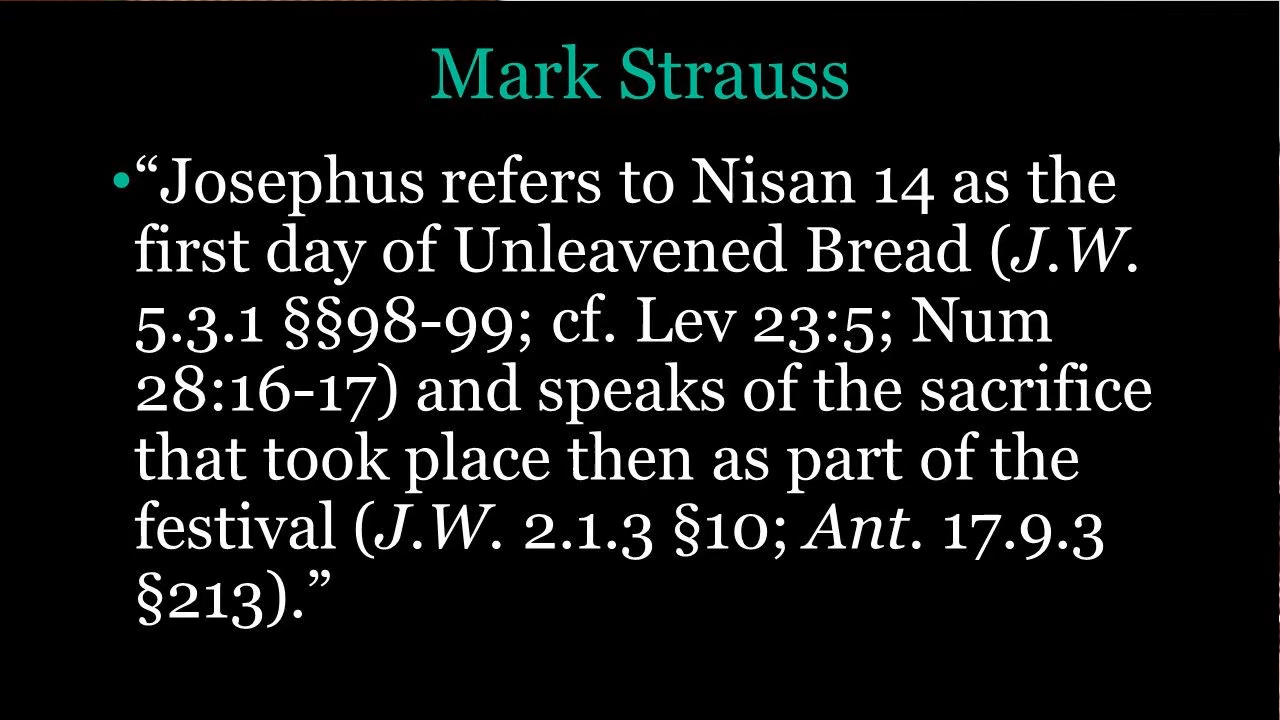 Mark Strauss
•“Josephus refers to Nisan 14 as the
first day of Unleavened Bread (J.W.
5.3.1 §§98-99; cf. Lev 23:5; Num
28:16-17) and speaks of the sacrifice
that took place then as part of the
festival (J.W. 2.1.3 §10; Ant. 17.9.3
§213).”